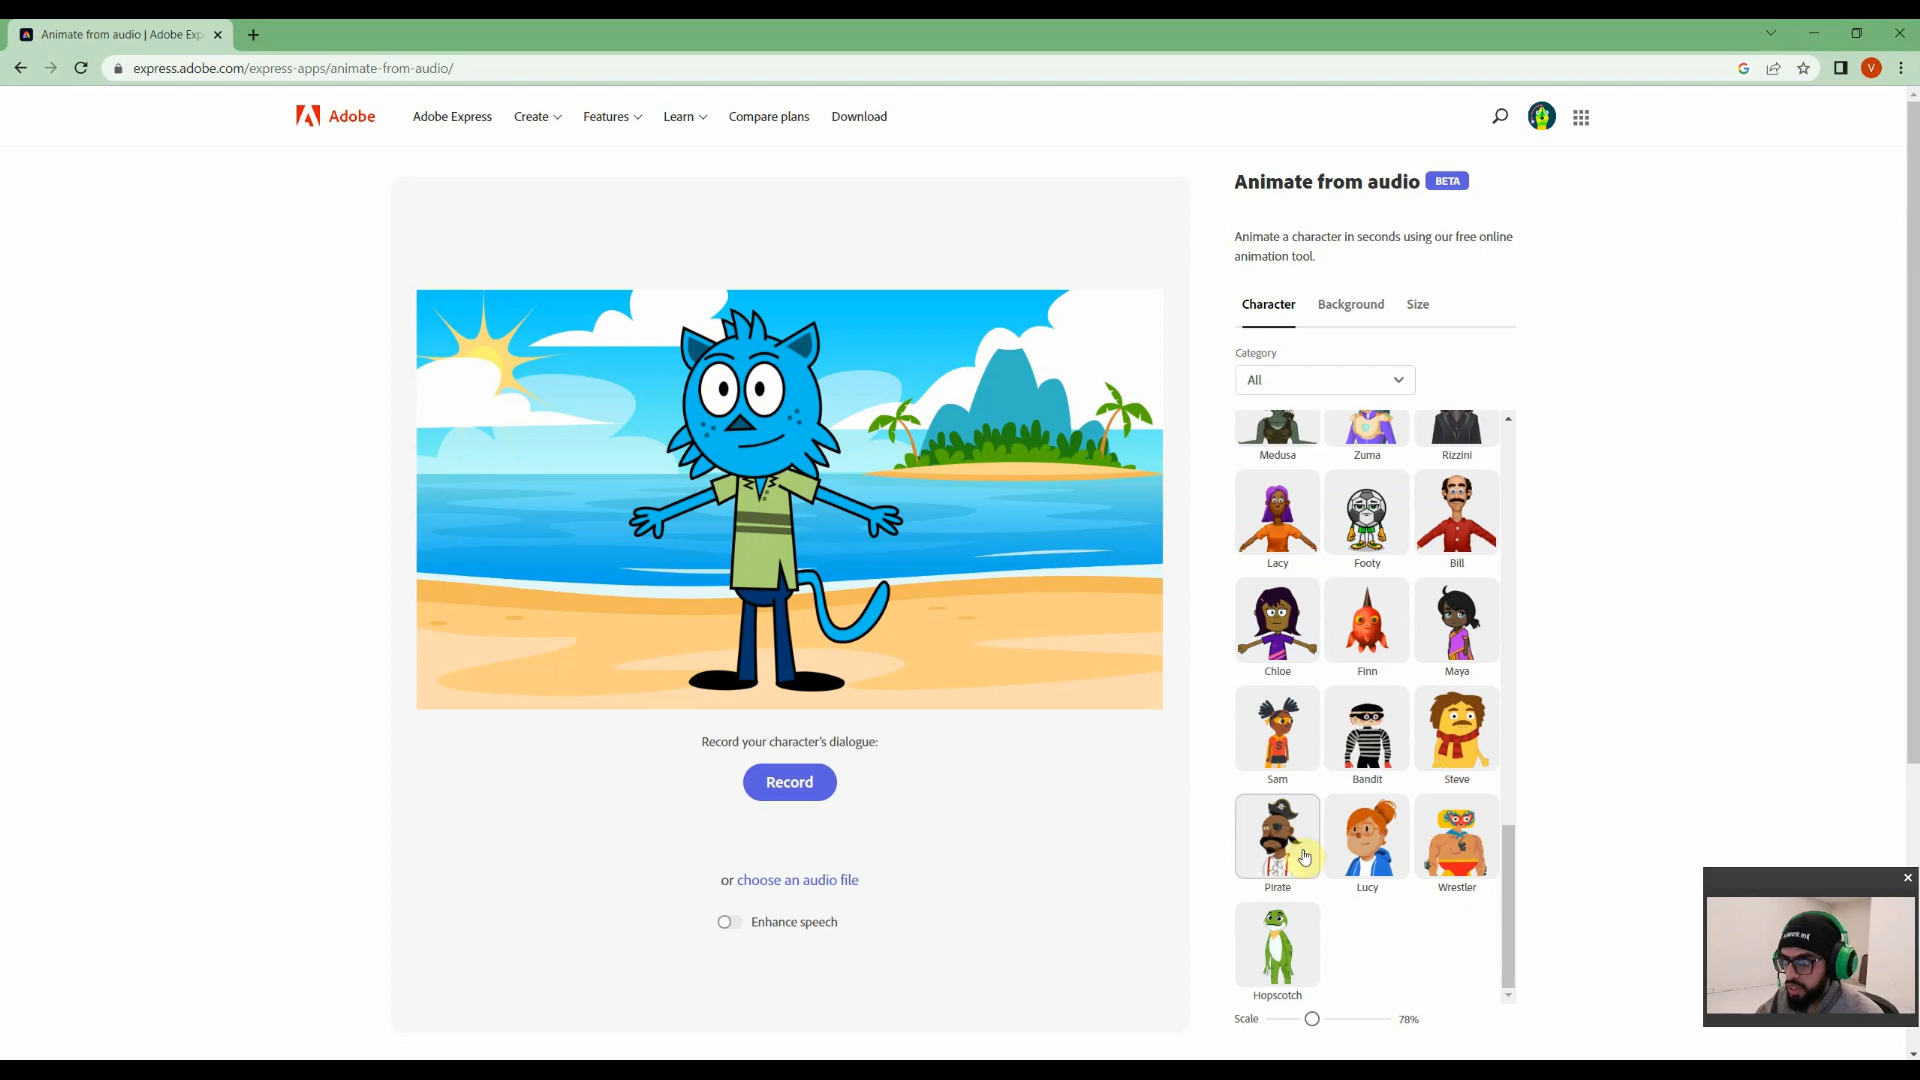 Animate from audio | Adobe Exp
express.adobe.com/express-apps/animate-from-audio/
V
Adobe
Adobe Express
Create
Features
Learn
Compare plans
Download
Animate from audio BETA
Animate a character in seconds using our free online
animation tool.
Character Background Size
Category
All
Medusa Zuma Rizzini
Lacy Footy Bill
Chloe Finn Maya
S
Sam Bandit Steve
Pirate Lucy Wrestler
Hopscotch
Scale 78%
Record your character's dialogue:
Record
or choose an audio file
Enhance speech